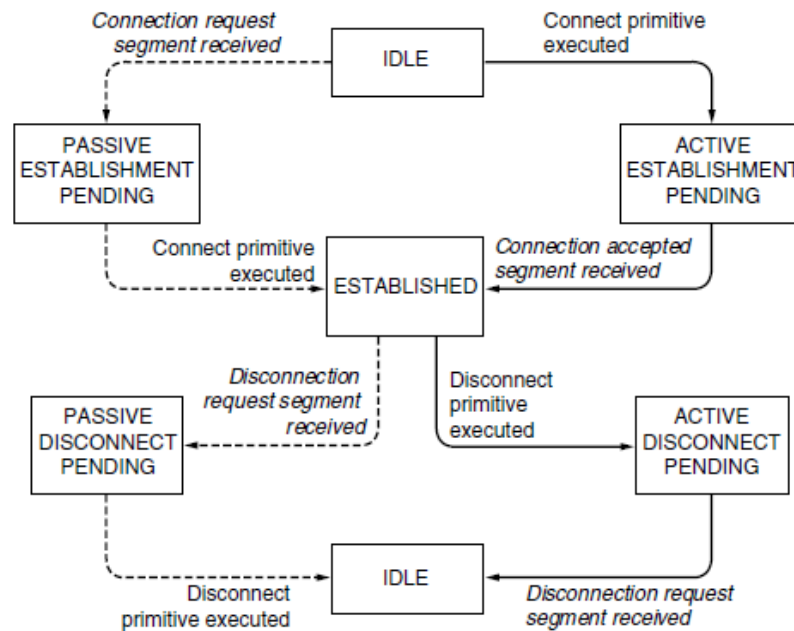 Connection request
segment received
IDLE
Connect primitive
executed
PASSIVE
ESTABLISHMENT
PENDING
ACTIVE
ESTABLISHMENT
PENDING
Connect primitive
executed
ESTABLISHED
Connection accepted
segment received
Disconnection
request segment
received
Disconnect
primitive
executed
PASSIVE
DISCONNECT
PENDING
ACTIVE
DISCONNECT
PENDING
Disconnect
primitive executed
IDLE
Disconnection request
segment received